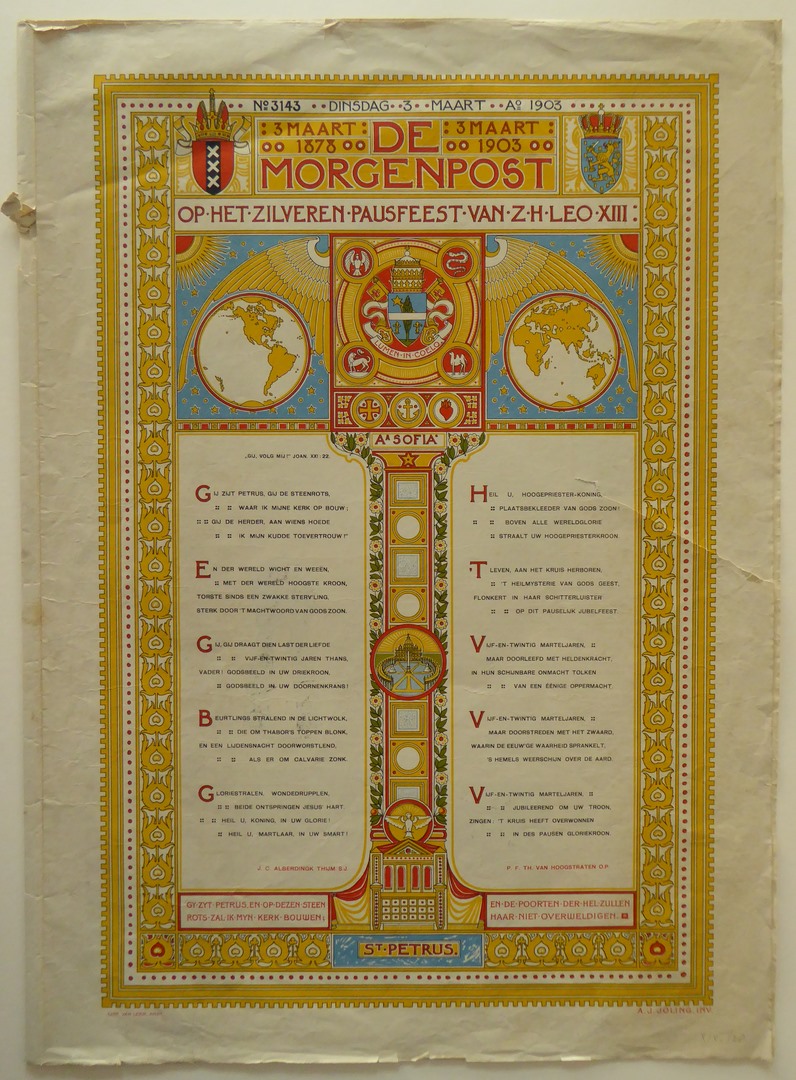 No 3143 · · DINSDAG · 3 · · MAART · · Ao 1903
3 MAART 1878
DE
3 MAART 1903
MORGENPOST
OP·HET·ZILVEREN·PAUSFEEST·VAN·Z·H·LEO·XIII:
LUMEN·IN·COELO
Aa SOFIA
„GIJ, VOLG MIJ!" JOAN. XXI : 22.
GIJ ZIJT PETRUS, GIJ DE STEENROTS,
WAAR IK MIJNE KERK OP BOUW;
GIJ DE HERDER, AAN WIENS HOEDE
IK MIJN KUDDE TOEVERTROUW!"
EN DER WERELD WICHT EN WEEËN,
MET DER WERELD HOOGSTE KROON,
TORSTE SINDS EEN ZWAKKE STERV'LING,
STERK DOOR 'T MACHTWOORD VAN GODS ZOON.
GIJ, GIJ DRAAGT DIEN LAST DER LIEFDE
VIJF-EN-TWINTIG JAREN THANS,
VADER! GODSBEELD IN UW DRIEKROON,
GODSBEELD IN UW DOORNENKRANS!
BEURTLINGS STRALEND IN DE LICHTWOLK,
DIE OM THABOR'S TOPPEN BLONK,
EN EEN LIJDENSNACHT DOORWORSTLEND,
ALS ER OM CALVARIE ZONK.
GLORIESTRALEN, WONDEDRUPPLEN,
BEIDE ONTSPRINGEN JESUS' HART.
HEIL U, KONING, IN UW GLORIE!
HEIL U, MARTLAAR, IN UW SMART!
J. C. ALBERDINGK THIJM S.J.
HEIL U, HOOGEPRIESTER-KONING,
PLAATSBEKLEEDER VAN GODS ZOON!
BOVEN ALLE WERELDGLORIE
STRAALT UW HOOGEPRIESTERKROON.
'T LEVEN, AAN HET KRUIS HERBOREN,
'T HEILMYSTERIE VAN GODS GEEST,
FLONKERT IN HAAR SCHITTERLUISTER
OP DIT PAUSELIJK JUBELFEEST.
VIJF-EN-TWINTIG MARTELJAREN,
MAAR DOORLEEFD MET HELDENKRACHT,
IN HUN SCHIJNBARE ONMACHT TOLKEN
VAN EEN ÉÉNIGE OPPERMACHT.
VIJF-EN-TWINTIG MARTELJAREN,
MAAR DOORSTREDEN MET HET ZWAARD,
WAARIN DE EEUW'GE WAARHEID SPRANKELT,
'S HEMELS WEERSCHIJN OVER DE AARD.
VIJF-EN-TWINTIG MARTELJAREN,
JUBILEEREND OM UW TROON,
ZINGEN: 'T KRUIS HEEFT OVERWONNEN
IN DES PAUSEN GLORIEKROON.
P. F. TH. VAN HOOGSTRATEN O.P.
GY·ZYT·PETRUS·EN·OP·DEZEN·STEEN
ROTS·ZAL·IK·MYN·KERK·BOUWEN;
EN·DE·POORTEN·DER·HEL·ZULLEN
HAAR·NIET·OVERWELDIGEN.
ST·PETRUS.
A.J. JOLING. INV.